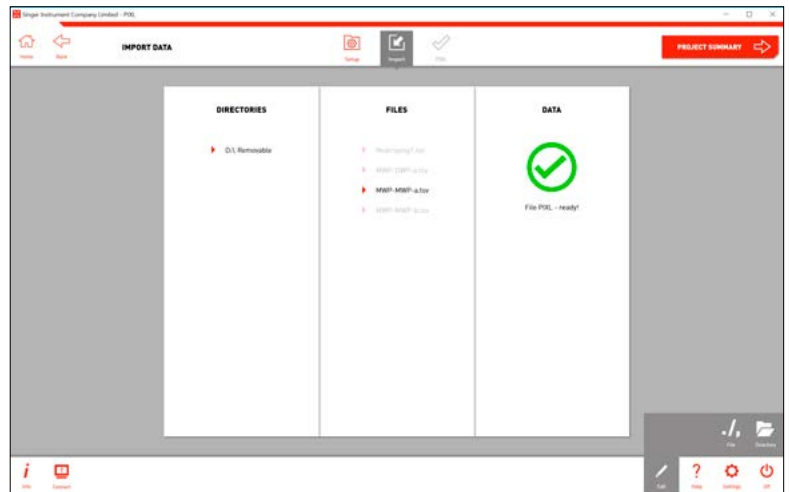 Singer Instrument Company Limited - PIXL
Home
Back
IMPORT DATA
Setup
Import
PIXL
PROJECT SUMMARY
DIRECTORIES
FILES
DATA
D:\ Removable
MWP-MWP-a.tsv
File PIXL - ready!
./,
File
Directory
i
Info
Connect
Edit
?
Help
Settings
Off